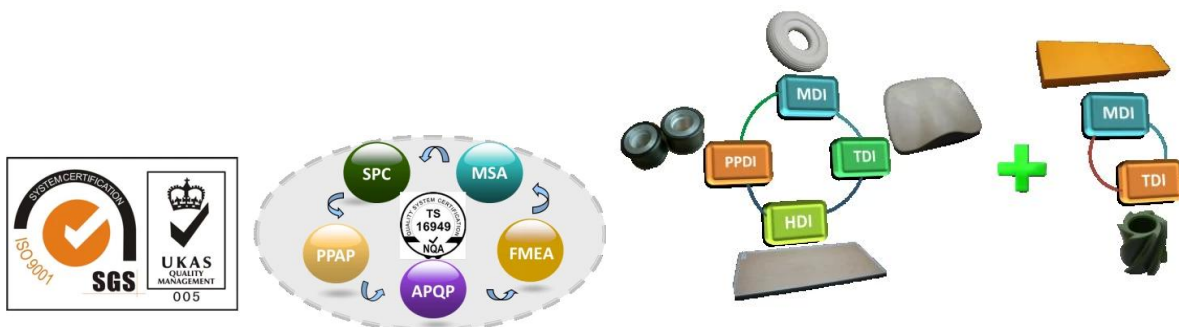 SYSTEM CERTIFICATION
ISO 9001
SGS
UKAS
QUALITY
MANAGEMENT
005
SPC
MSA
QUALITY SYSTEM CERTIFICATION
TS
16949
NQA
PPAP
FMEA
APQP
MDI
PPDI
TDI
HDI
MDI
TDI